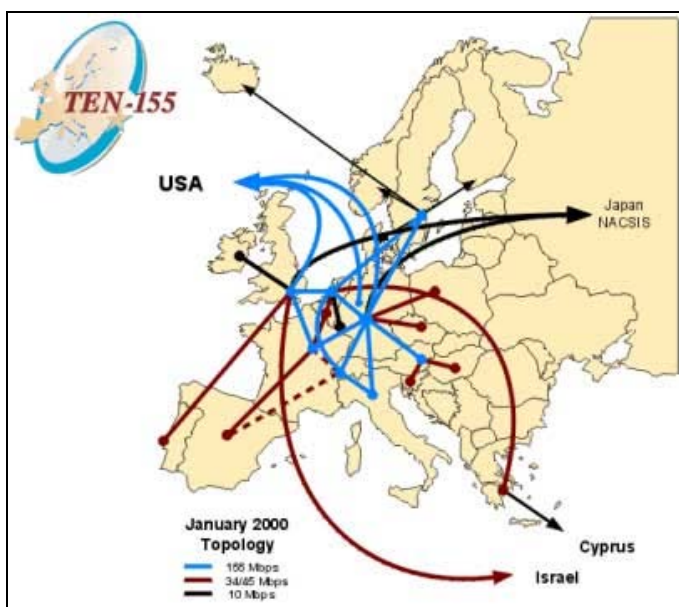 TEN-155
USA
Japan
NACSIS
January 2000
Topology
155 Mbps
34/45 Mbps
10 Mbps
Cyprus
Israel